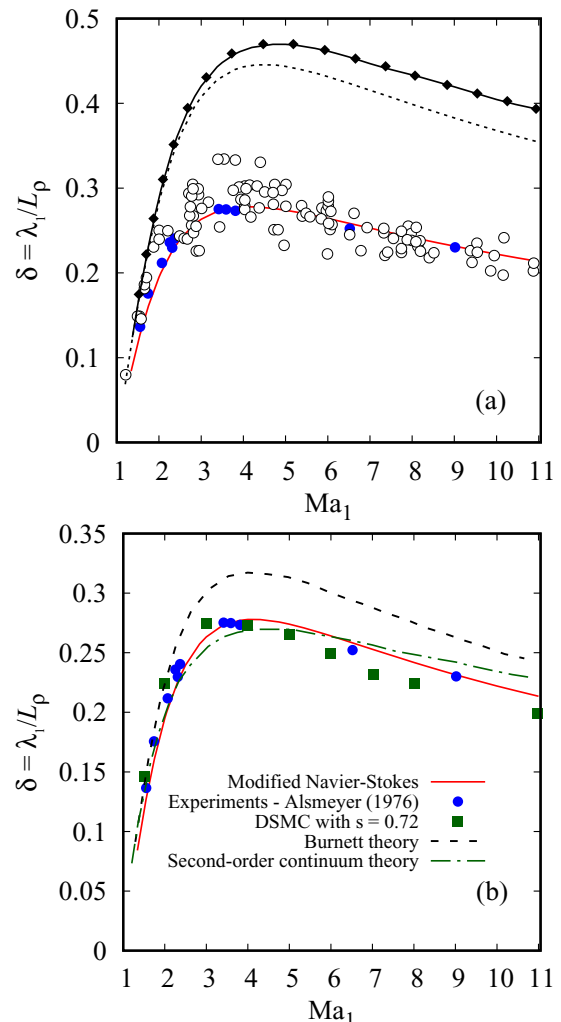 0.5
0.4
0.3
0.2
0.1
0
δ = λ₁/Lρ
(a)
1 2 3 4 5 6 7 8 9 10 11
Ma₁
0.35
0.3
0.25
0.2
0.15
0.1
0.05
0
δ = λ₁/Lρ
Modified Navier-Stokes
Experiments - Alsmeyer (1976)
DSMC with s = 0.72
Burnett theory
Second-order continuum theory
(b)
1 2 3 4 5 6 7 8 9 10 11
Ma₁